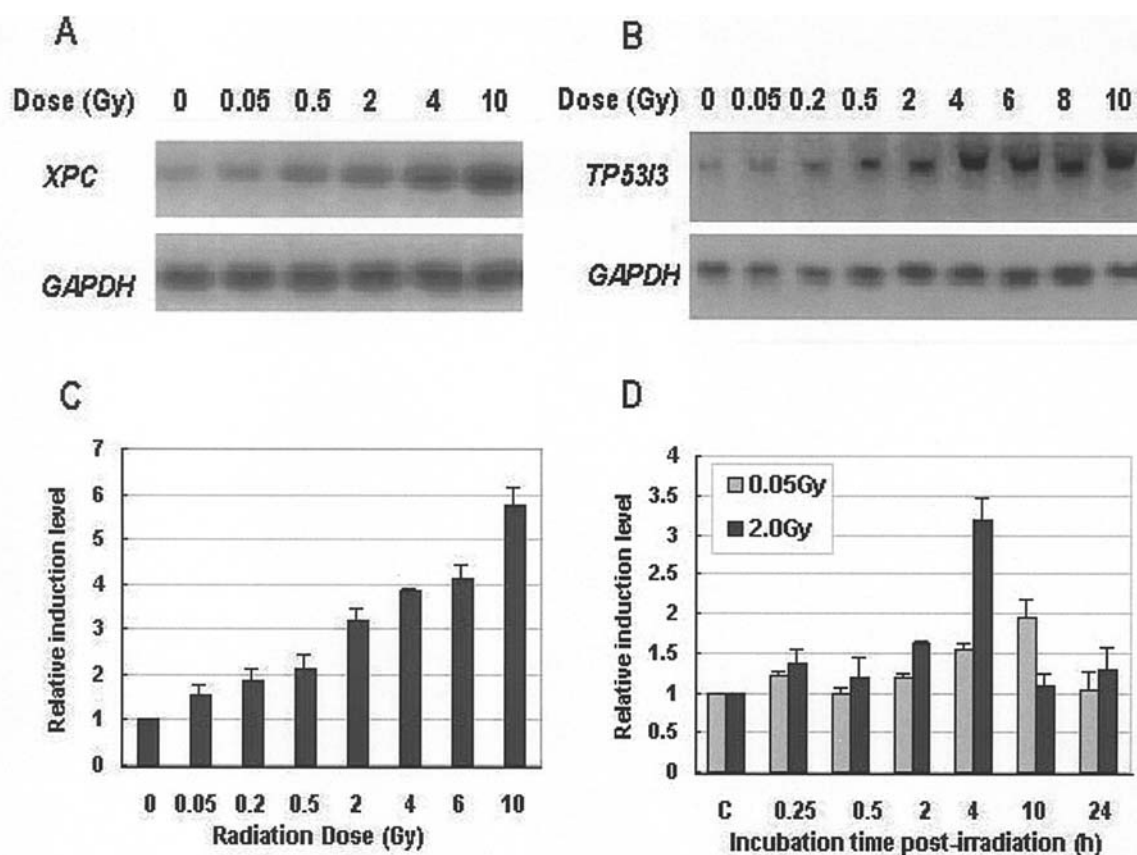 A
Dose (Gy) 0 0.05 0.5 2 4 10
XPC
GAPDH
B
Dose (Gy) 0 0.05 0.2 0.5 2 4 6 8 10
TP53I3
GAPDH
C
Relative induction level
7
6
5
4
3
2
1
0
0 0.05 0.2 0.5 2 4 6 10
Radiation Dose (Gy)
D
Relative induction level
4
3.5
3
2.5
2
1.5
1
0.5
0
0.05Gy
2.0Gy
C 0.25 0.5 2 4 10 24
Incubation time post-irradiation (h)